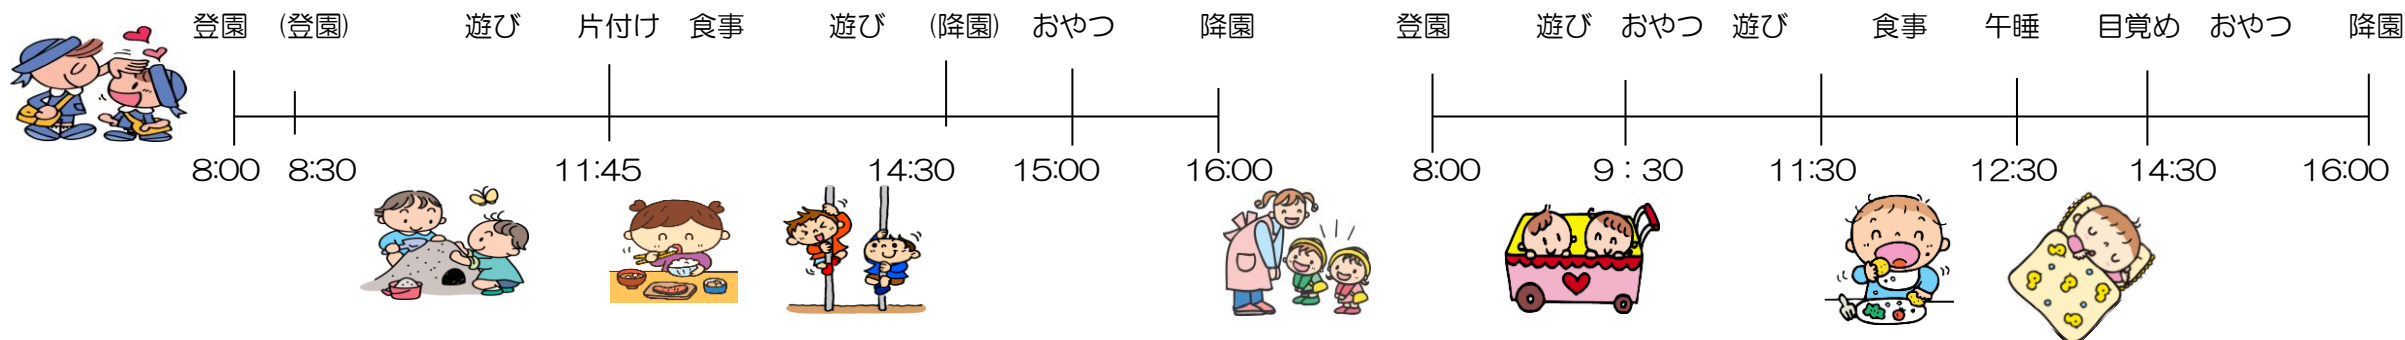 登園 (登園) 遊び 片付け 食事 遊び (降園) おやつ 降園
8:00 8:30 11:45 14:30 15:00 16:00
登園 遊び おやつ 遊び 食事 午睡 目覚め おやつ 降園
8:00 9：30 11:30 12:30 14:30 16:00